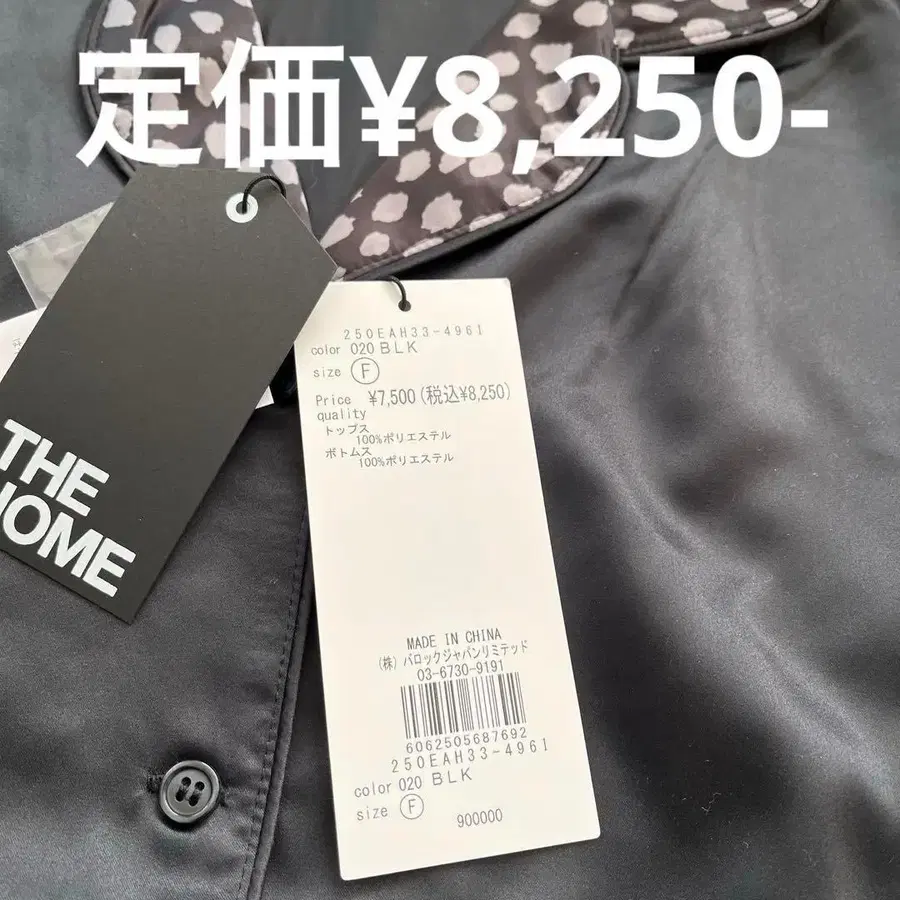 定価¥8,250-
250EAH33-4961
color 020 BLK
size F
Price ¥7,500(税込¥8,250)
quality
トップス
100%ポリエステル
ボトムス
100%ポリエステル
THE
HOME
MADE IN CHINA
(株)バロックジャパンリミテッド
03-6730-9191
6062505687692
250EAH33-4961
color 020 BLK
size F
900000